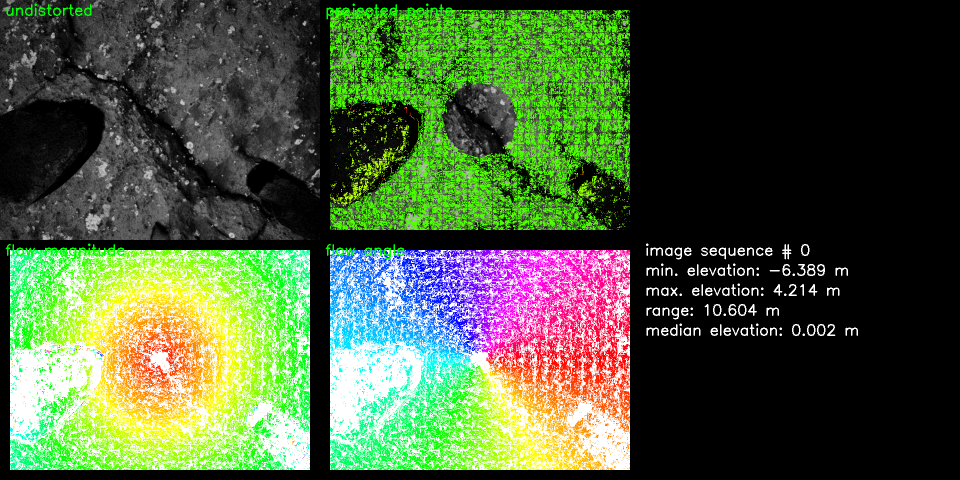 undistorted
projected points
flow magnitude
flow angle
image sequence # 0
min. elevation: -6.389 m
max. elevation: 4.214 m
range: 10.604 m
median elevation: 0.002 m